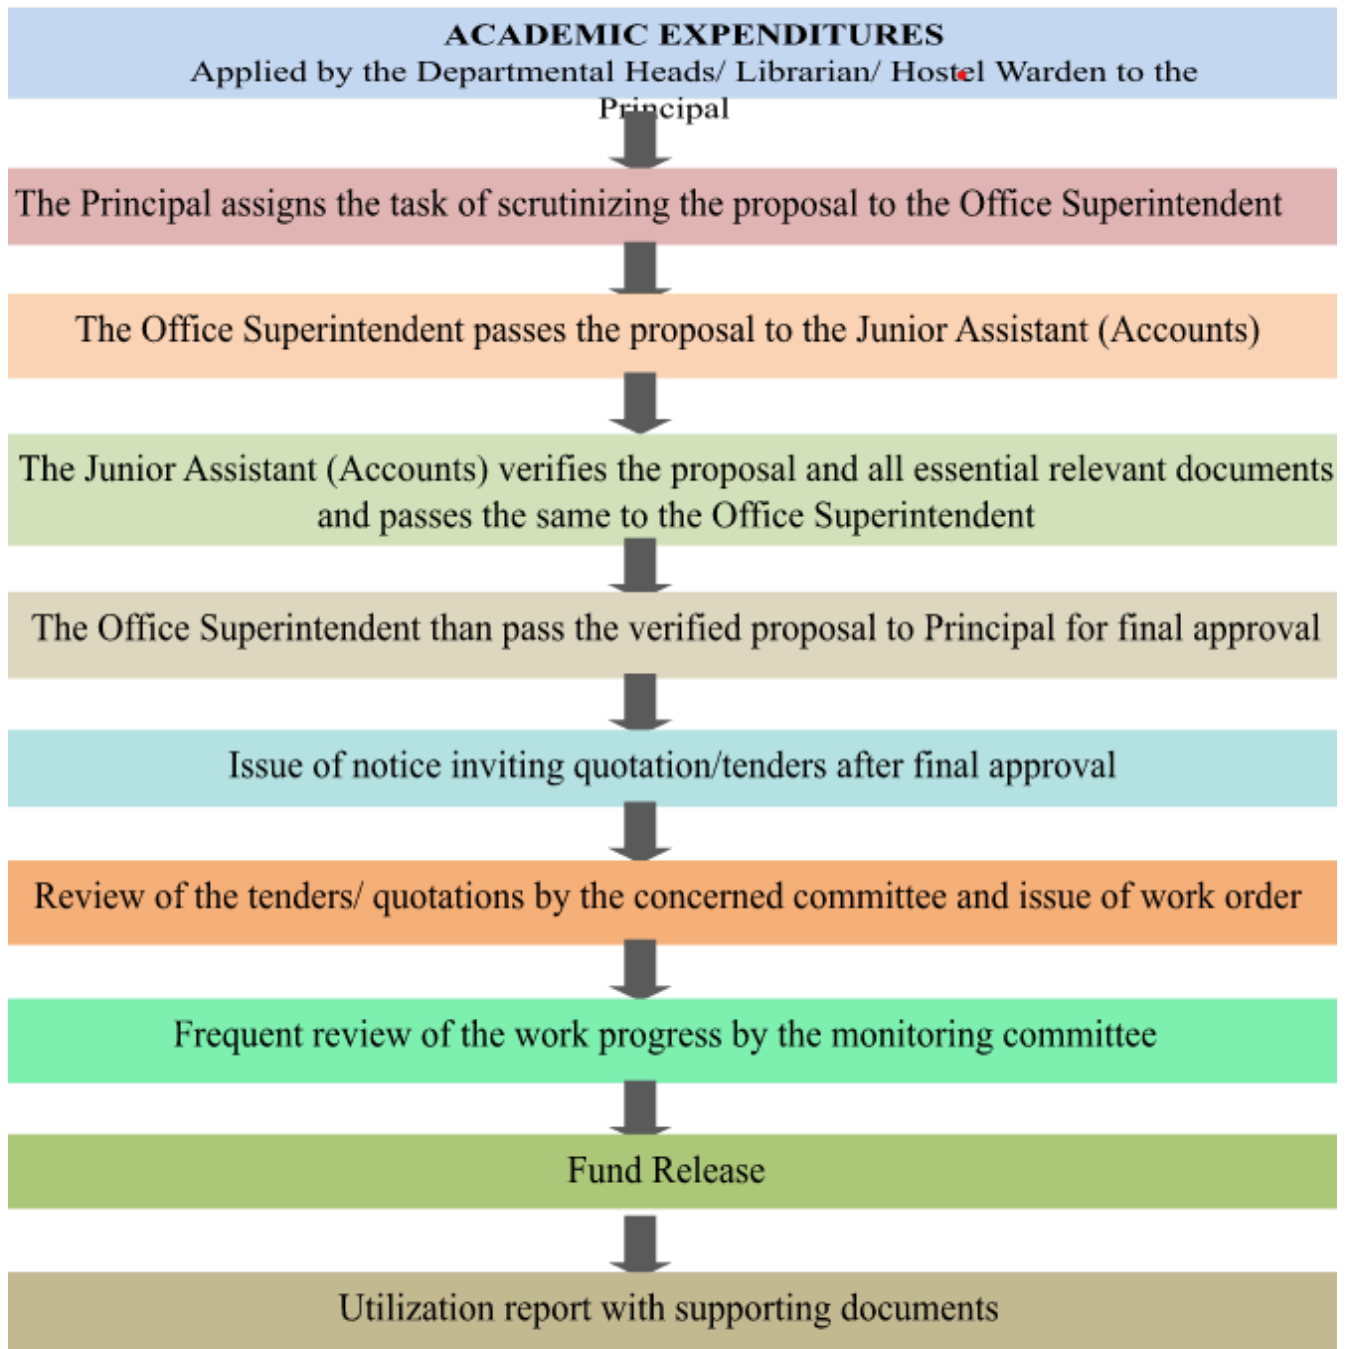 ACADEMIC EXPENDITURES
Applied by the Departmental Heads/ Librarian/ Hostel Warden to the
Principal
The Principal assigns the task of scrutinizing the proposal to the Office Superintendent
The Office Superintendent passes the proposal to the Junior Assistant (Accounts)
The Junior Assistant (Accounts) verifies the proposal and all essential relevant documents
and passes the same to the Office Superintendent
The Office Superintendent than pass the verified proposal to Principal for final approval
Issue of notice inviting quotation/tenders after final approval
Review of the tenders/ quotations by the concerned committee and issue of work order
Frequent review of the work progress by the monitoring committee
Fund Release
Utilization report with supporting documents